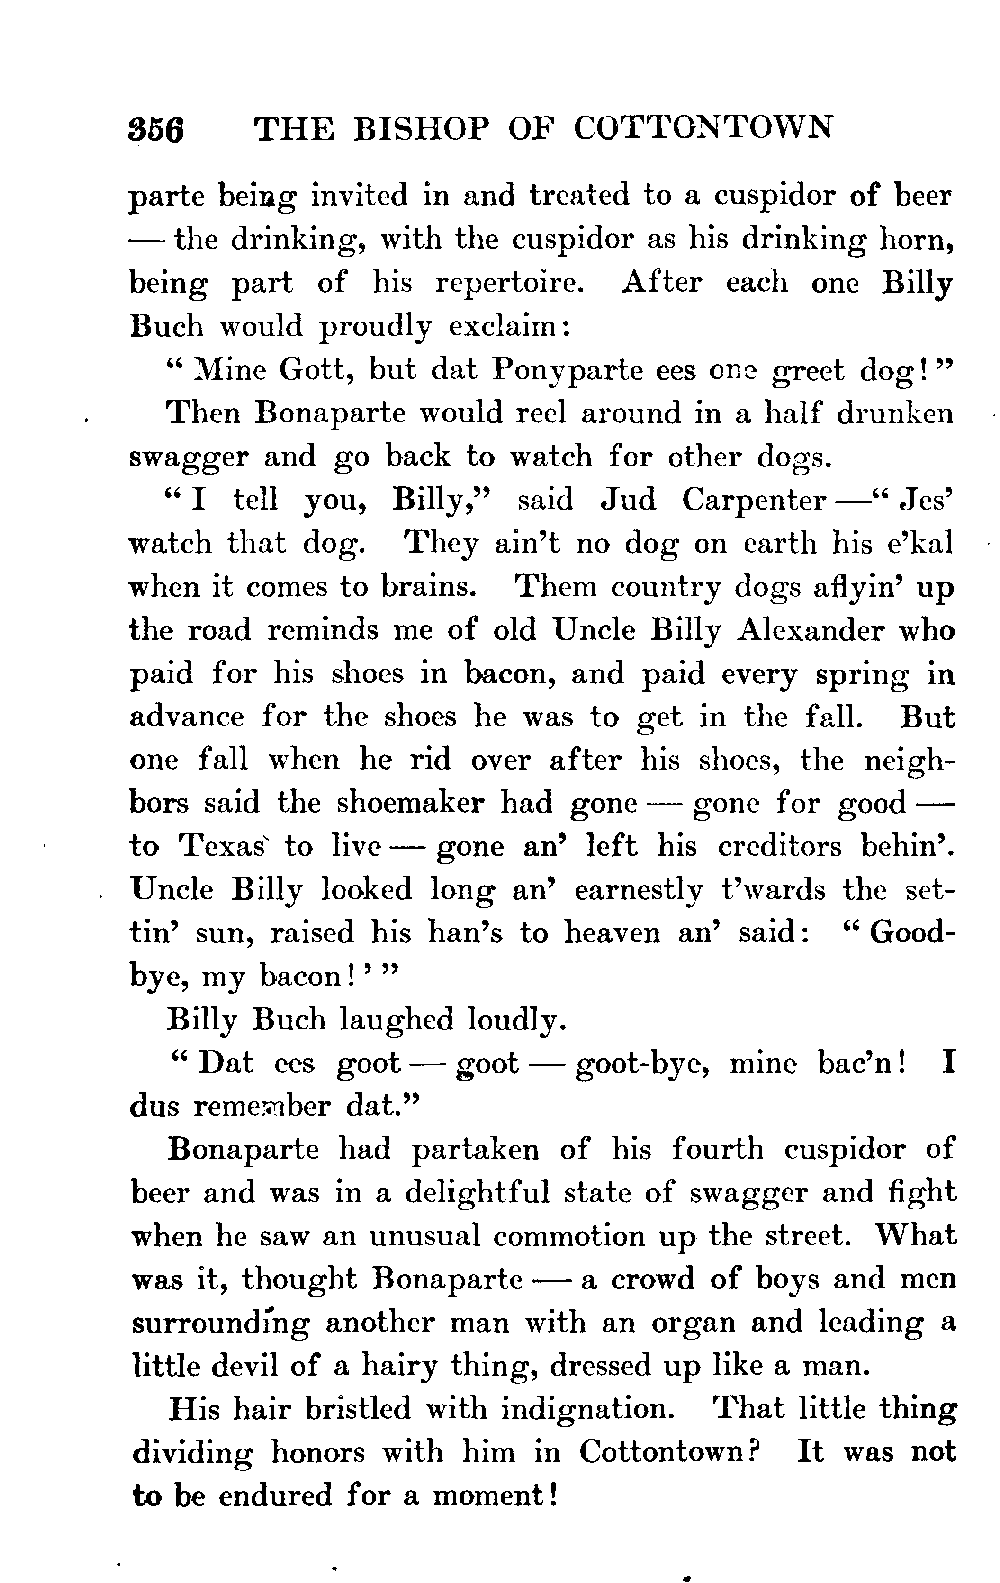 356 THE BISHOP OF COTTONTOWN
parte being invited in and treated to a cuspidor of beer
— the drinking, with the cuspidor as his drinking horn,
being part of his repertoire. After each one Billy
Buch would proudly exclaim:
“ Mine Gott, but dat Ponyparte ees one greet dog! ”
Then Bonaparte would reel around in a half drunken
swagger and go back to watch for other dogs.
“ I tell you, Billy,” said Jud Carpenter —“ Jes’
watch that dog. They ain’t no dog on earth his e’kal
when it comes to brains. Them country dogs aflyin’ up
the road reminds me of old Uncle Billy Alexander who
paid for his shoes in bacon, and paid every spring in
advance for the shoes he was to get in the fall. But
one fall when he rid over after his shoes, the neigh-
bors said the shoemaker had gone — gone for good —
to Texas to live — gone an’ left his creditors behin’.
Uncle Billy looked long an’ earnestly t’wards the set-
tin’ sun, raised his han’s to heaven an’ said: “ Good-
bye, my bacon! ’ ”
Billy Buch laughed loudly.
“ Dat ees goot — goot — goot-bye, mine bac’n! I
dus remember dat.”
Bonaparte had partaken of his fourth cuspidor of
beer and was in a delightful state of swagger and fight
when he saw an unusual commotion up the street. What
was it, thought Bonaparte — a crowd of boys and men
surrounding another man with an organ and leading a
little devil of a hairy thing, dressed up like a man.
His hair bristled with indignation. That little thing
dividing honors with him in Cottontown? It was not
to be endured for a moment!